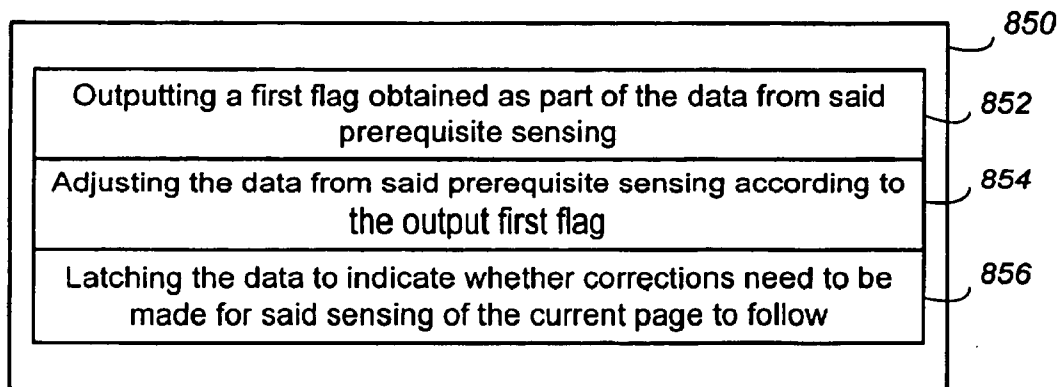 850
Outputting a first flag obtained as part of the data from said
prerequisite sensing
852
Adjusting the data from said prerequisite sensing according to
the output first flag
854
Latching the data to indicate whether corrections need to be
made for said sensing of the current page to follow
856